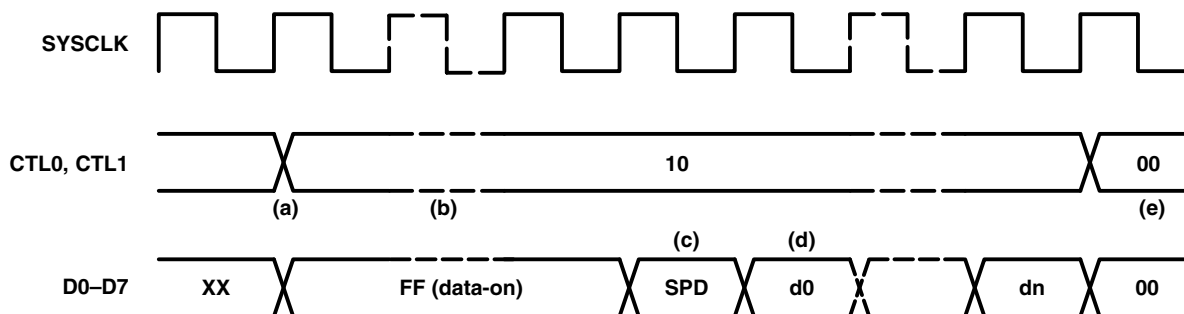 SYSCLK
CTL0, CTL1
10
00
(a)
(b)
(e)
(c)
(d)
D0–D7
XX
FF (data-on)
SPD
d0
dn
00